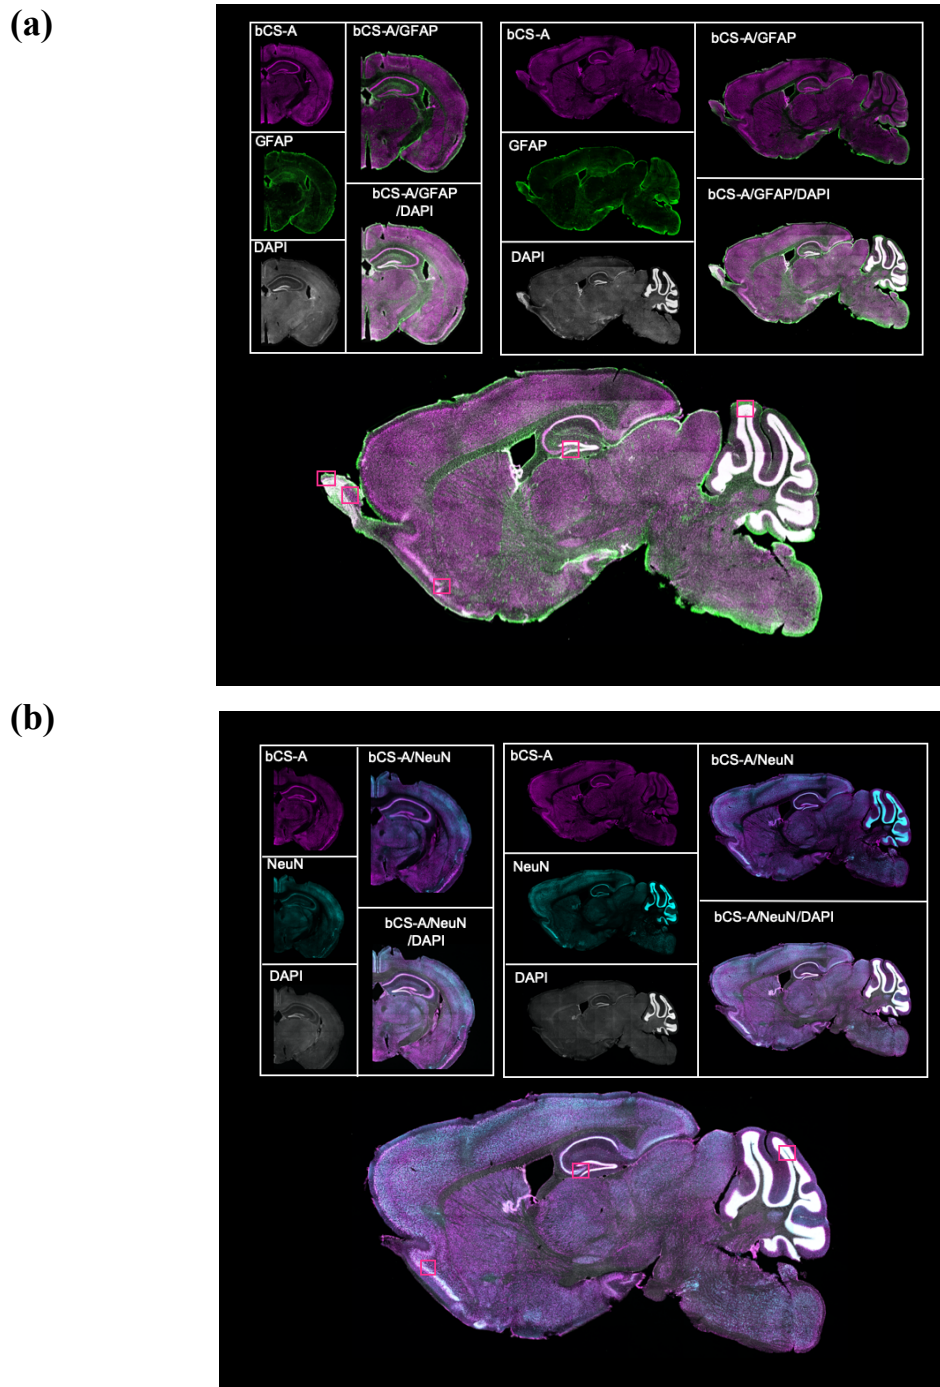 (a)
bCS-A
bCS-A/GFAP
GFAP
bCS-A/GFAP
/DAPI
DAPI
bCS-A
bCS-A/GFAP
GFAP
bCS-A/GFAP/DAPI
DAPI
(b)
bCS-A
bCS-A/NeuN
NeuN
bCS-A/NeuN
/DAPI
DAPI
bCS-A
bCS-A/NeuN
NeuN
bCS-A/NeuN/DAPI
DAPI